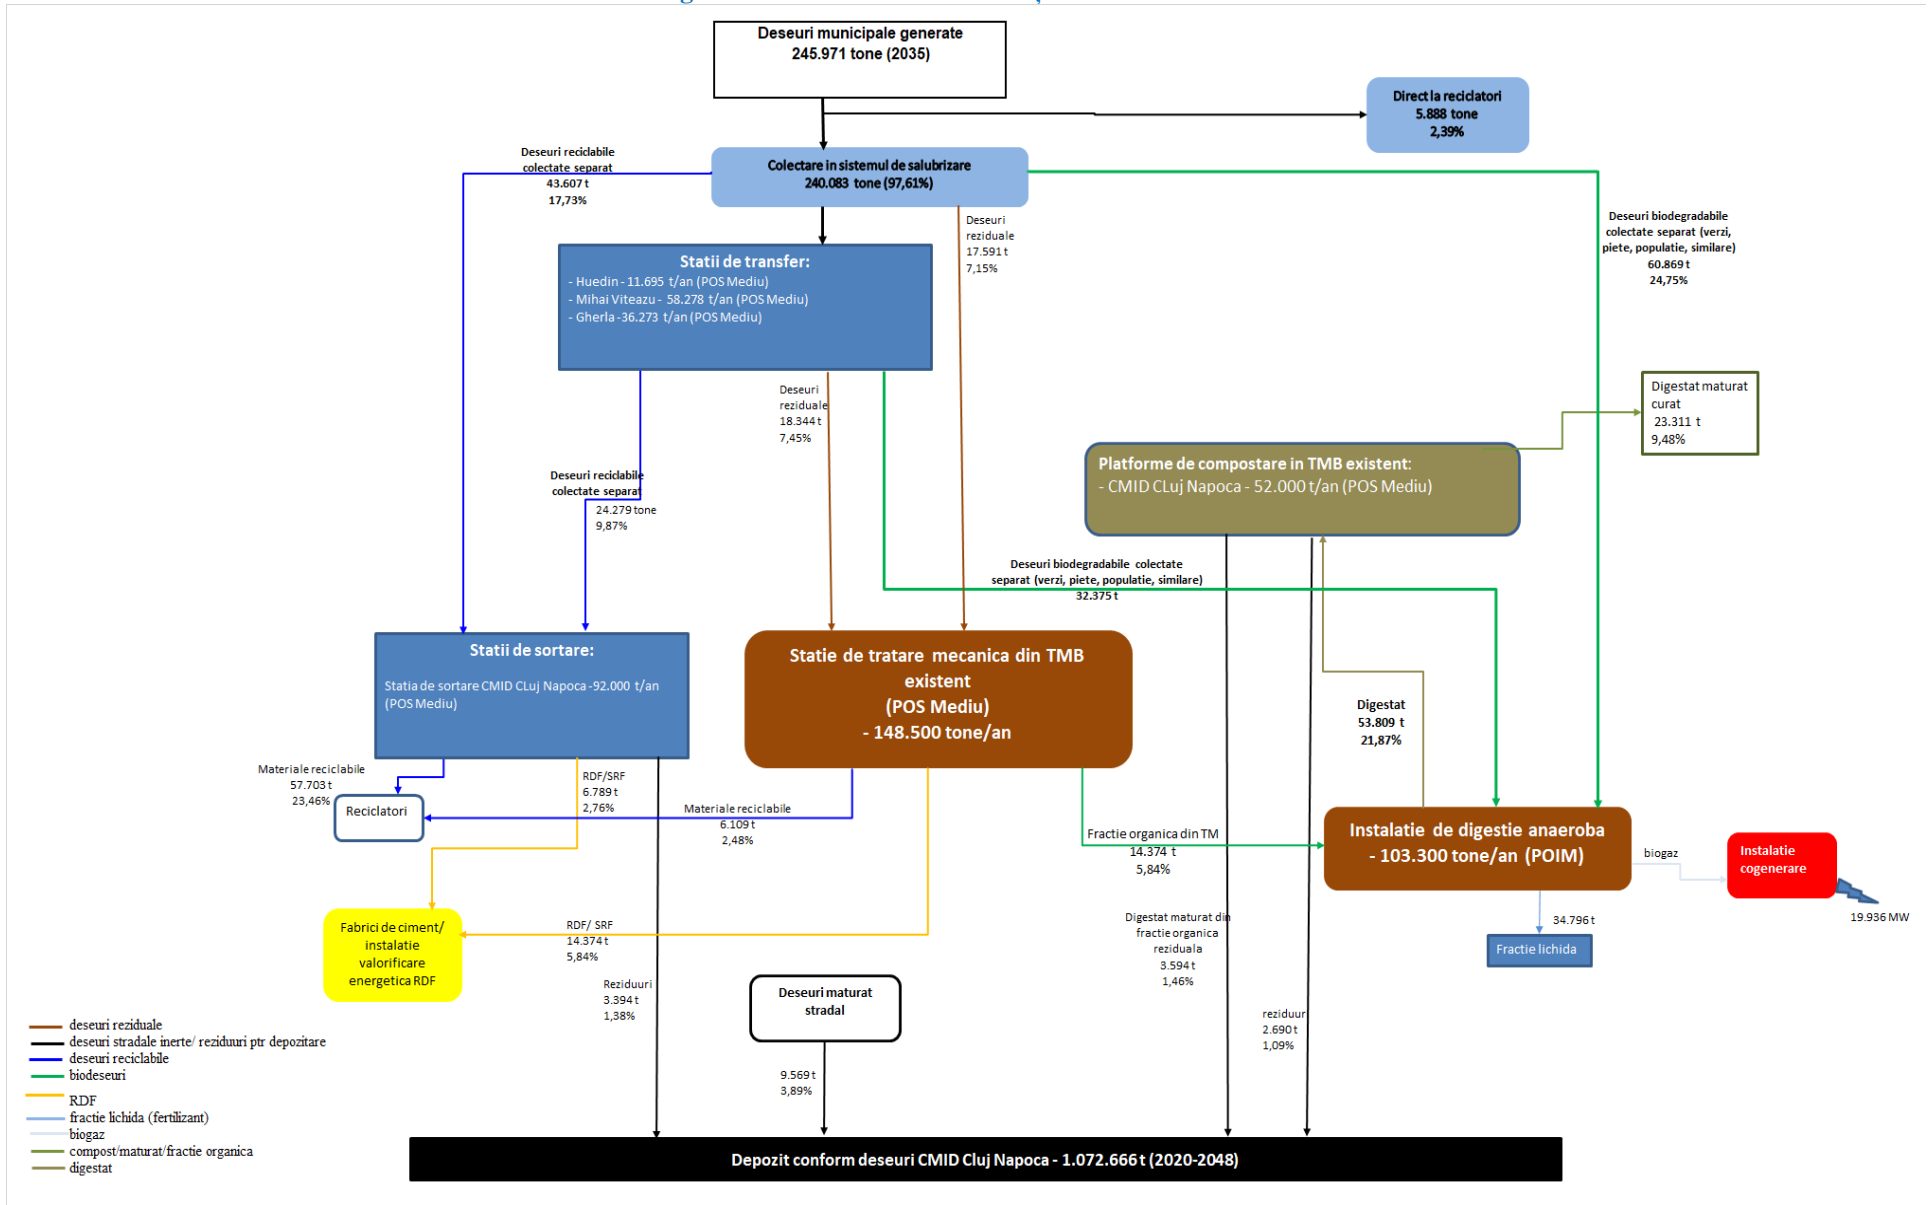 Deseuri municipale generate
245.971 tone (2035)
Direct la reciclatori
5.888 tone
2,39%
Deseuri reciclabile
colectate separat
43.607 t
17,73%
Colectare in sistemul de salubrizare
240.083 tone (97,61%)
Deseuri
reziduale
17.591 t
7,15%
Deseuri biodegradabile
colectate separat (verzi,
piete, populatie, similare)
60.869 t
24,75%
Statii de transfer:
- Huedin - 11.695 t/an (POS Mediu)
- Mihai Viteazu - 58.278 t/an (POS Mediu)
- Gherla -36.273 t/an (POS Mediu)
Deseuri
reziduale
18.344 t
7,45%
Digestat maturat
curat
23.311 t
9,48%
Platforme de compostare in TMB existent:
- CMID CLuj Napoca - 52.000 t/an (POS Mediu)
Deseuri reciclabile
colectate separat
24.279 tone
9,87%
Deseuri biodegradabile colectate
separat (verzi, piete, populatie, similare)
32.375 t
Statii de sortare:
Statia de sortare CMID CLuj Napoca -92.000 t/an
(POS Mediu)
Statie de tratare mecanica din TMB
existent
(POS Mediu)
- 148.500 tone/an
Digestat
53.809 t
21,87%
Materiale reciclabile
57.703 t
23,46%
Reciclatori
RDF/SRF
6.789 t
2,76%
Materiale reciclabile
6.109 t
2,48%
Fractie organica din TM
14.374 t
5,84%
Instalatie de digestie anaeroba
- 103.300 tone/an (POIM)
biogaz
Instalatie
cogenerare
19.936 MW
34.796 t
Fractie lichida
Fabrici de ciment/
instalatie
valorificare
energetica RDF
RDF/ SRF
14.374 t
5,84%
Digestat maturat din
fractie organica
reziduala
3.594 t
1,46%
Reziduuri
3.394 t
1,38%
Deseuri maturat
stradal
9.569 t
3,89%
reziduur
2.690 t
1,09%
deseuri reziduale
deseuri stradale inerte/ reziduuri ptr depozitare
deseuri reciclabile
biodeseuri
RDF
fractie lichida (fertilizant)
biogaz
compost/maturat/fractie organica
digestat
Depozit conform deseuri CMID Cluj Napoca - 1.072.666 t (2020-2048)